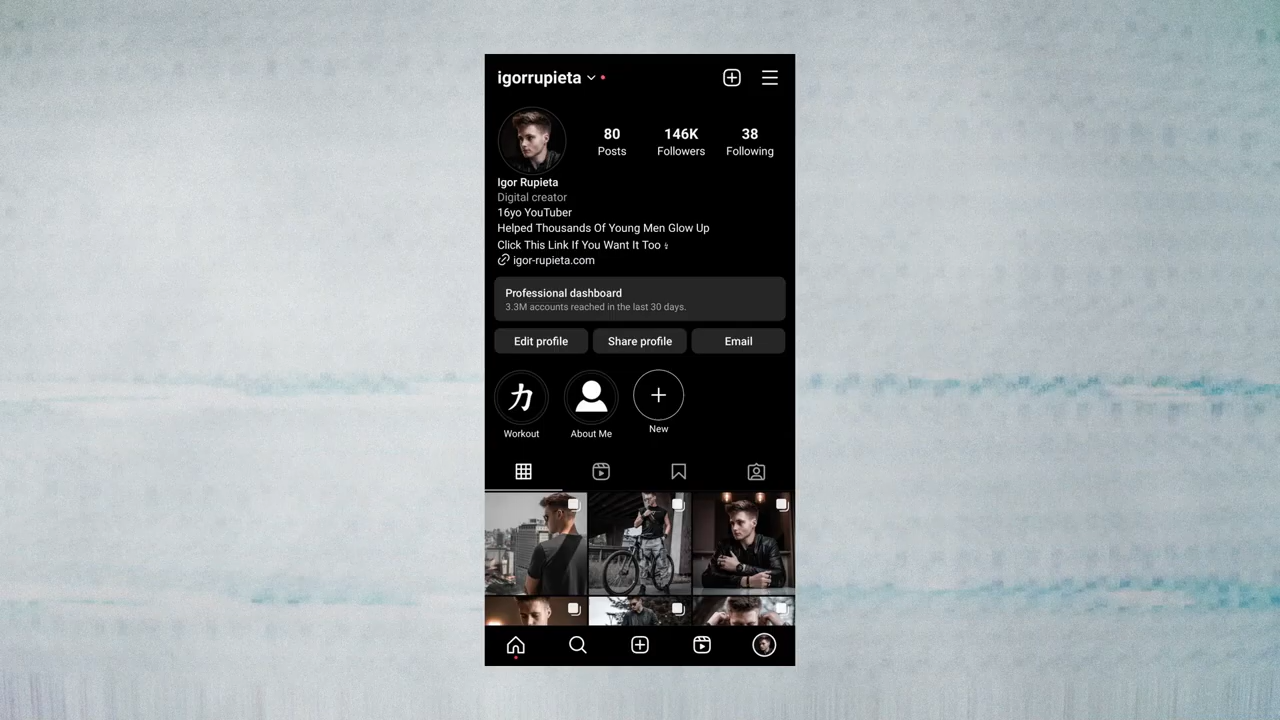 igorrupieta
80 146K 38
Posts Followers Following
Igor Rupieta
Digital creator
16yo YouTuber
Helped Thousands Of Young Men Glow Up
Click This Link If You Want It Too
igor-rupieta.com
Professional dashboard
3.3M accounts reached in the last 30 days.
Edit profile Share profile Email
力
Workout About Me New